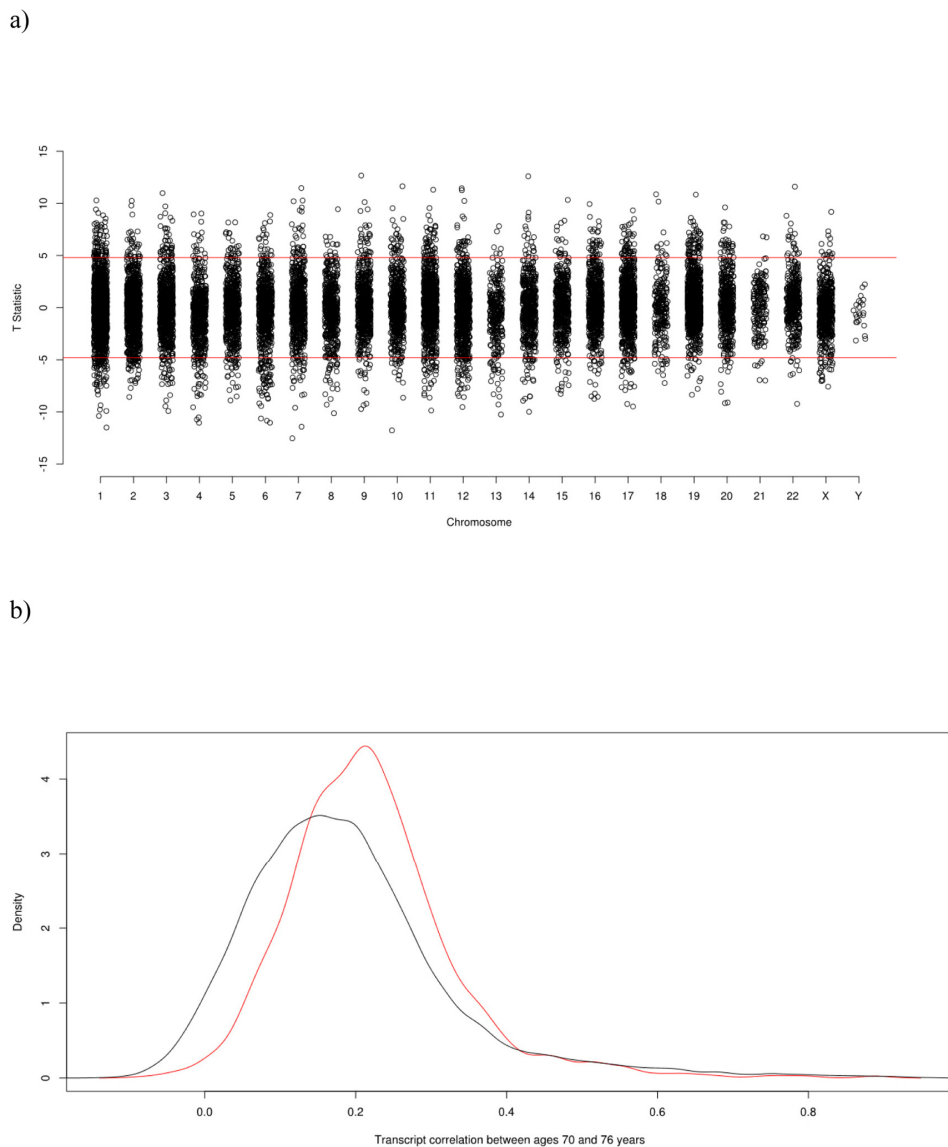 a)
15
10
5
0
-5
-10
-15
T Statistic
1 2 3 4 5 6 7 8 9 10 11 12 13 14 15 16 17 18 19 20 21 22 X Y
Chromosome
b)
4
3
2
1
0
Density
0.0 0.2 0.4 0.6 0.8
Transcript correlation between ages 70 and 76 years